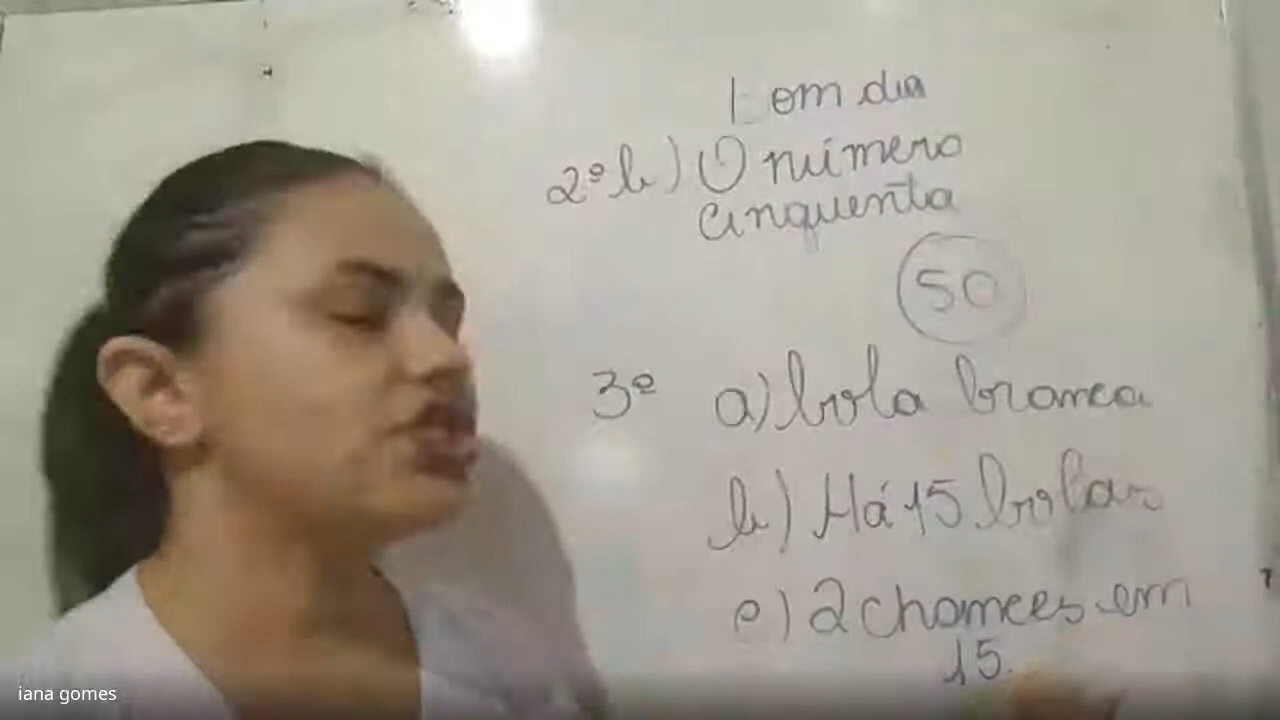 Bom dia
2º b) O número
cinquenta
50
3º a) bola branca
b) Há 15 bolas
c) 2 chances em
15.
iana gomes